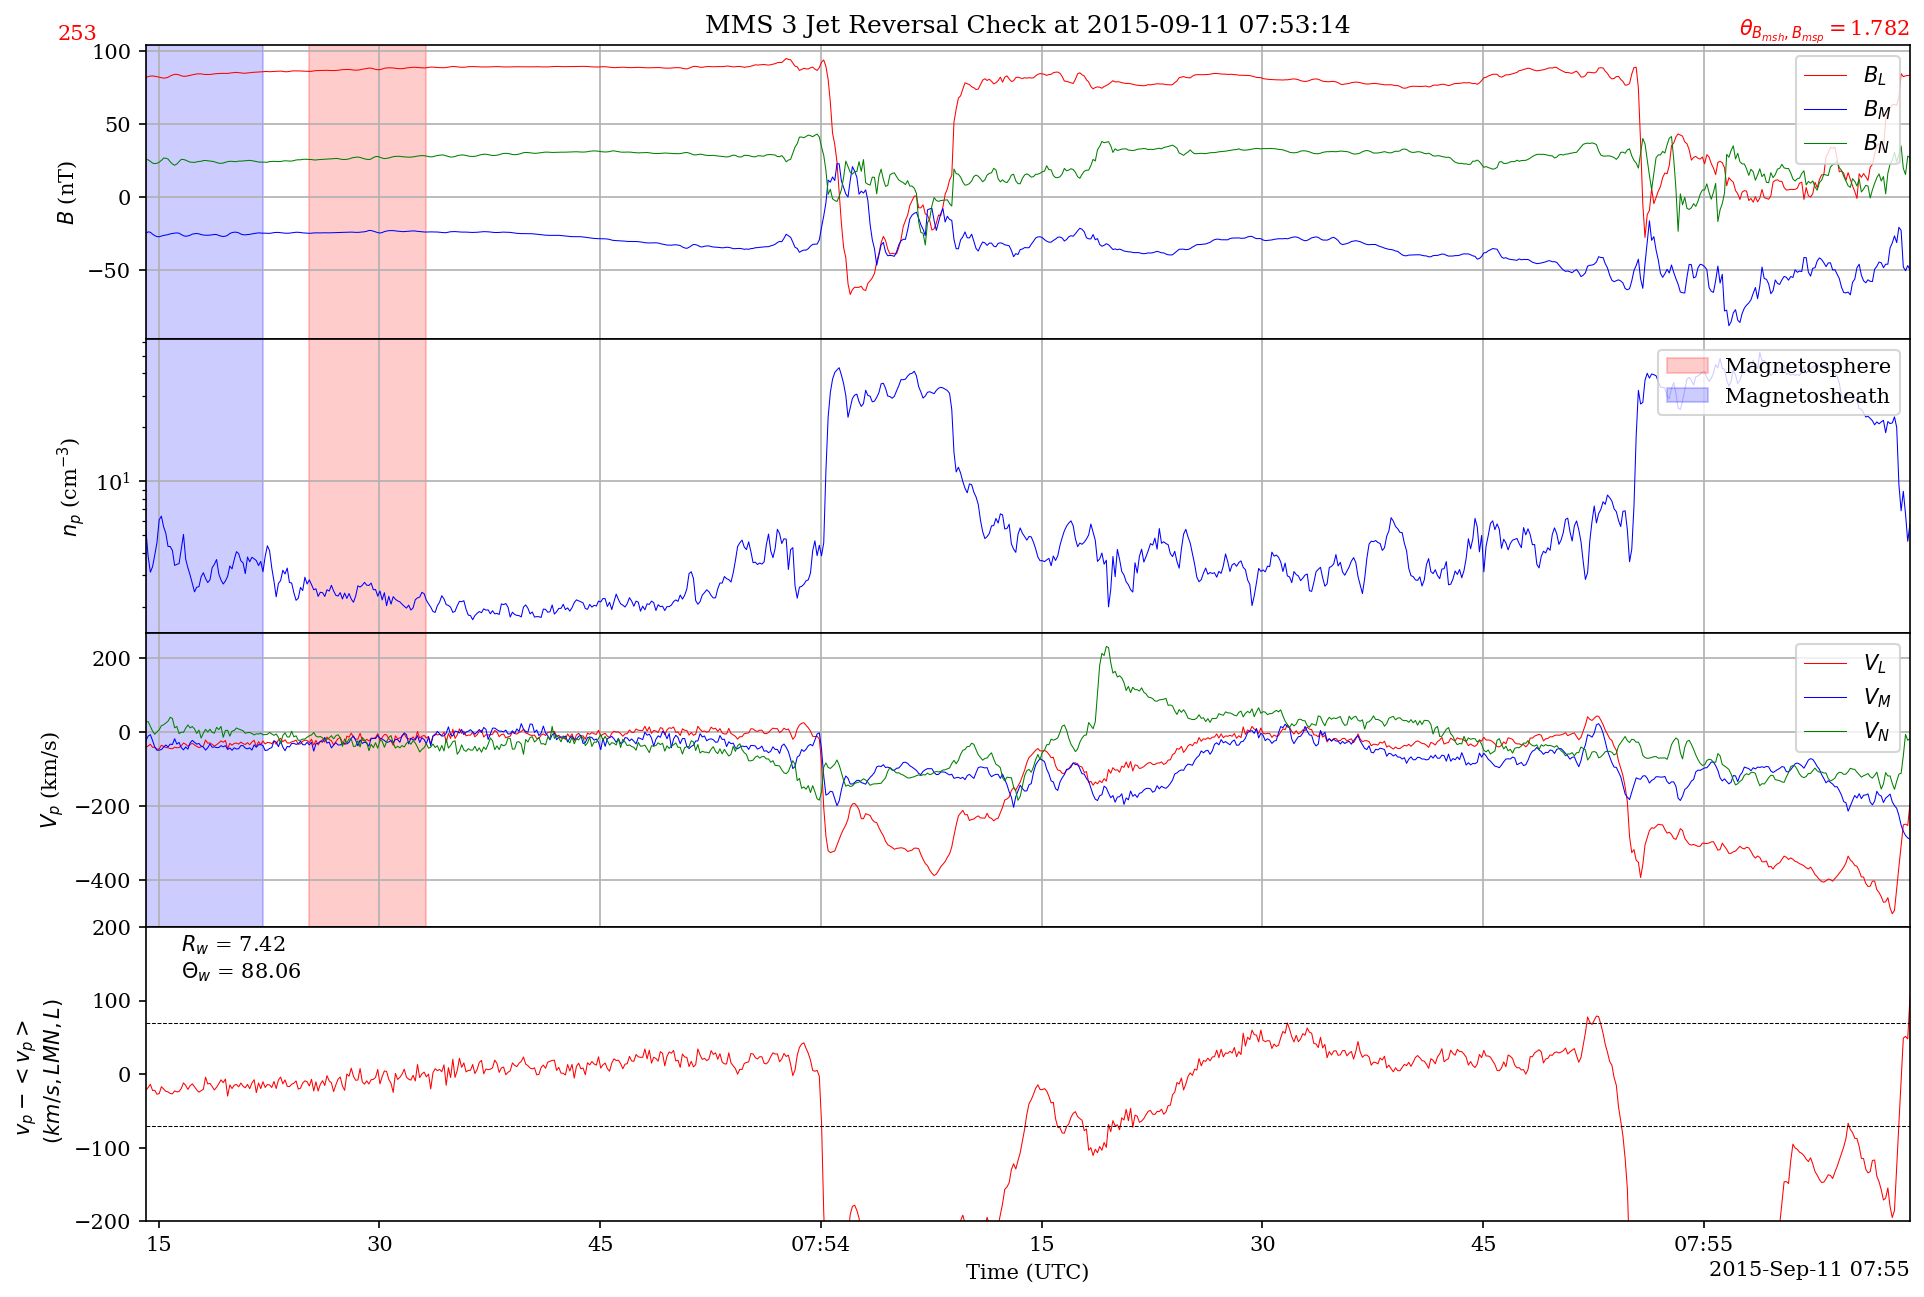 253
MMS 3 Jet Reversal Check at 2015-09-11 07:53:14
θ_{B_{msh}, B_{msp}} = 1.782
100
50
0
−50
B (nT)
B_L
B_M
B_N
10^1
n_p (cm^{−3})
Magnetosphere
Magnetosheath
200
0
−200
−400
V_p (km/s)
V_L
V_M
V_N
200
100
0
−100
−200
v_p − <v_p>
(km/s, LMN, L)
R_w = 7.42
Θ_w = 88.06
15 30 45 07:54 15 30 45 07:55
Time (UTC)
2015-Sep-11 07:55